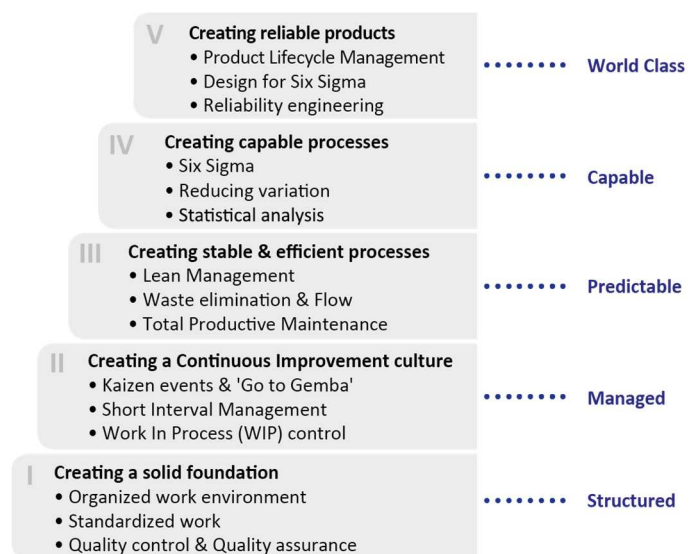 V
Creating reliable products
• Product Lifecycle Management
• Design for Six Sigma
• Reliability engineering
World Class
IV
Creating capable processes
• Six Sigma
• Reducing variation
• Statistical analysis
Capable
III
Creating stable & efficient processes
• Lean Management
• Waste elimination & Flow
• Total Productive Maintenance
Predictable
II
Creating a Continuous Improvement culture
• Kaizen events & 'Go to Gemba'
• Short Interval Management
• Work In Process (WIP) control
Managed
I
Creating a solid foundation
• Organized work environment
• Standardized work
• Quality control & Quality assurance
Structured